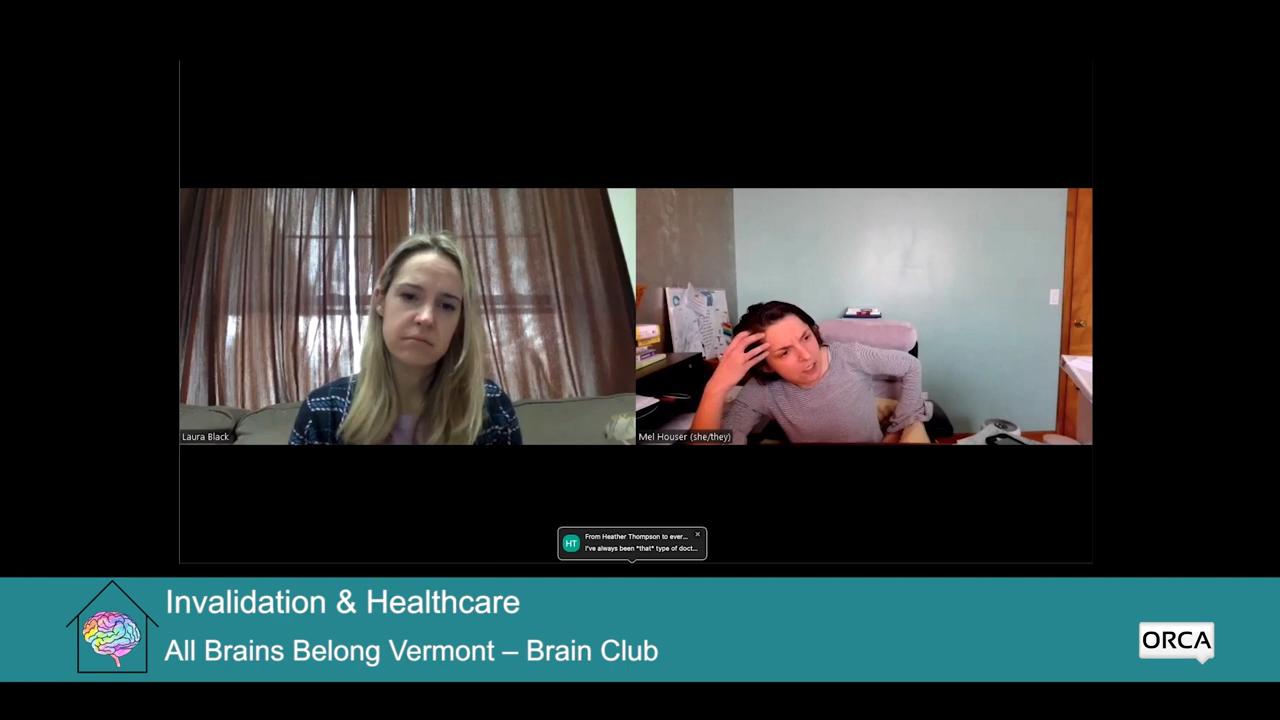 Laura Black
Mel Houser (she/they)
HT
From Heather Thompson to ever...
I've always been *that* type of doct...
Invalidation & Healthcare
All Brains Belong Vermont – Brain Club
ORCA